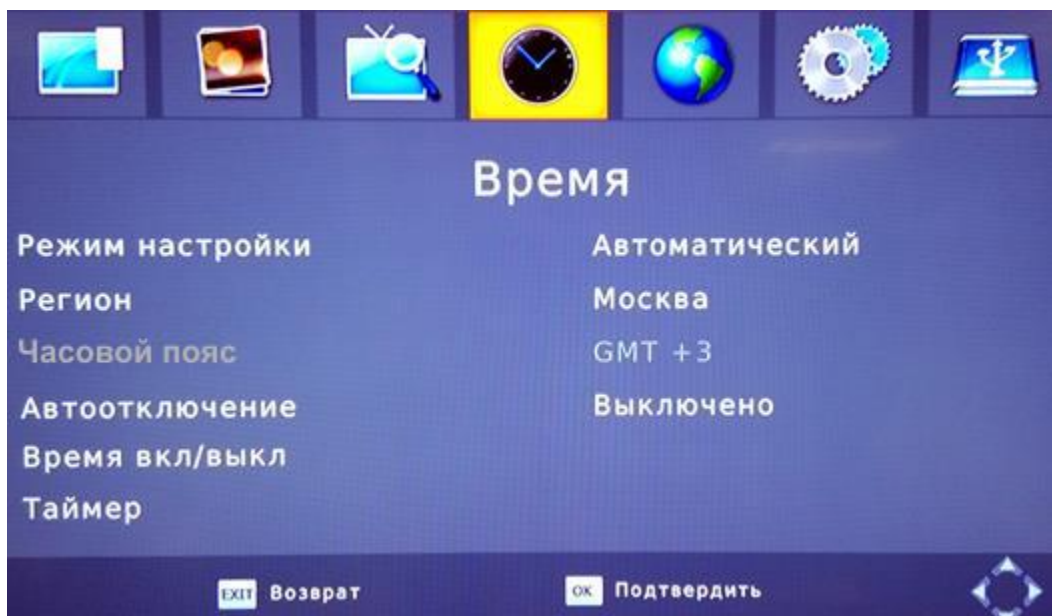 Время
Режим настройки Автоматический
Регион Москва
Часовой пояс GMT +3
Автоотключение Выключено
Время вкл/выкл
Таймер
EXIT Возврат OK Подтвердить